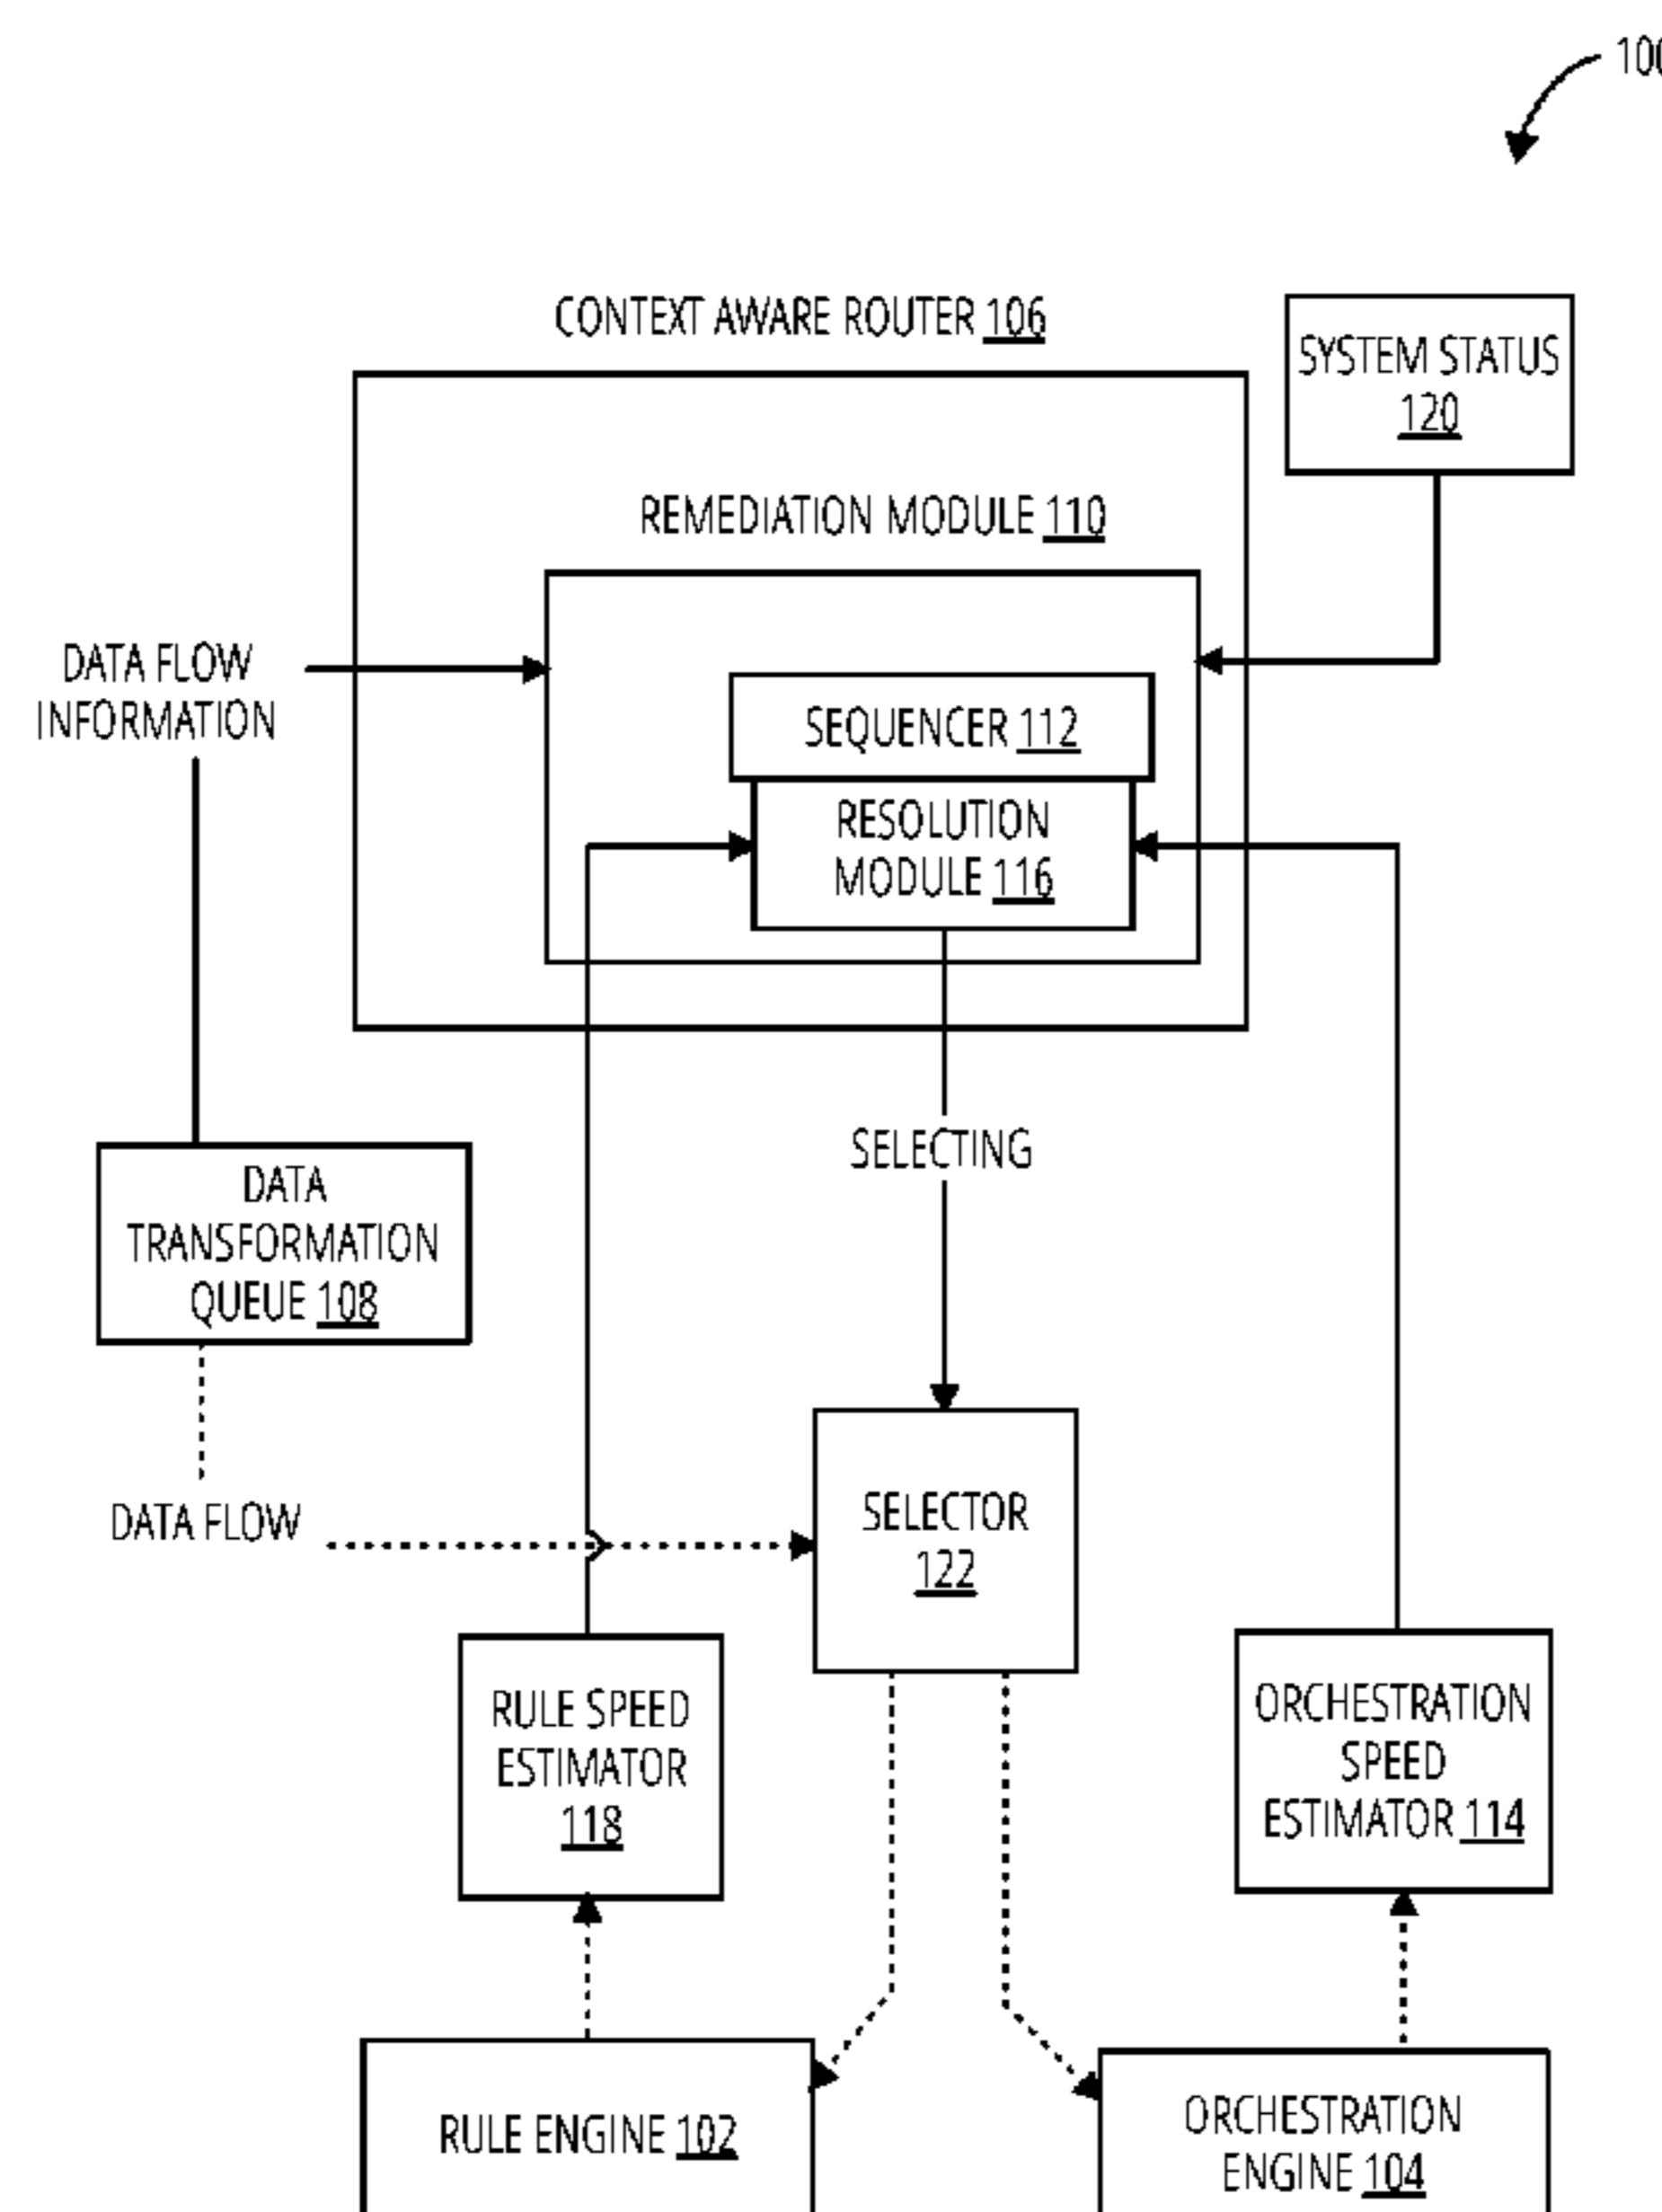 100
CONTEXT AWARE ROUTER 106
SYSTEM STATUS
120
REMEDIATION MODULE 110
DATA FLOW
INFORMATION
SEQUENCER 112
RESOLUTION
MODULE 116
SELECTING
DATA
TRANSFORMATION
QUEUE 108
DATA FLOW
SELECTOR
122
RULE SPEED
ESTIMATOR
118
ORCHESTRATION
SPEED
ESTIMATOR 114
RULE ENGINE 102
ORCHESTRATION
ENGINE 104